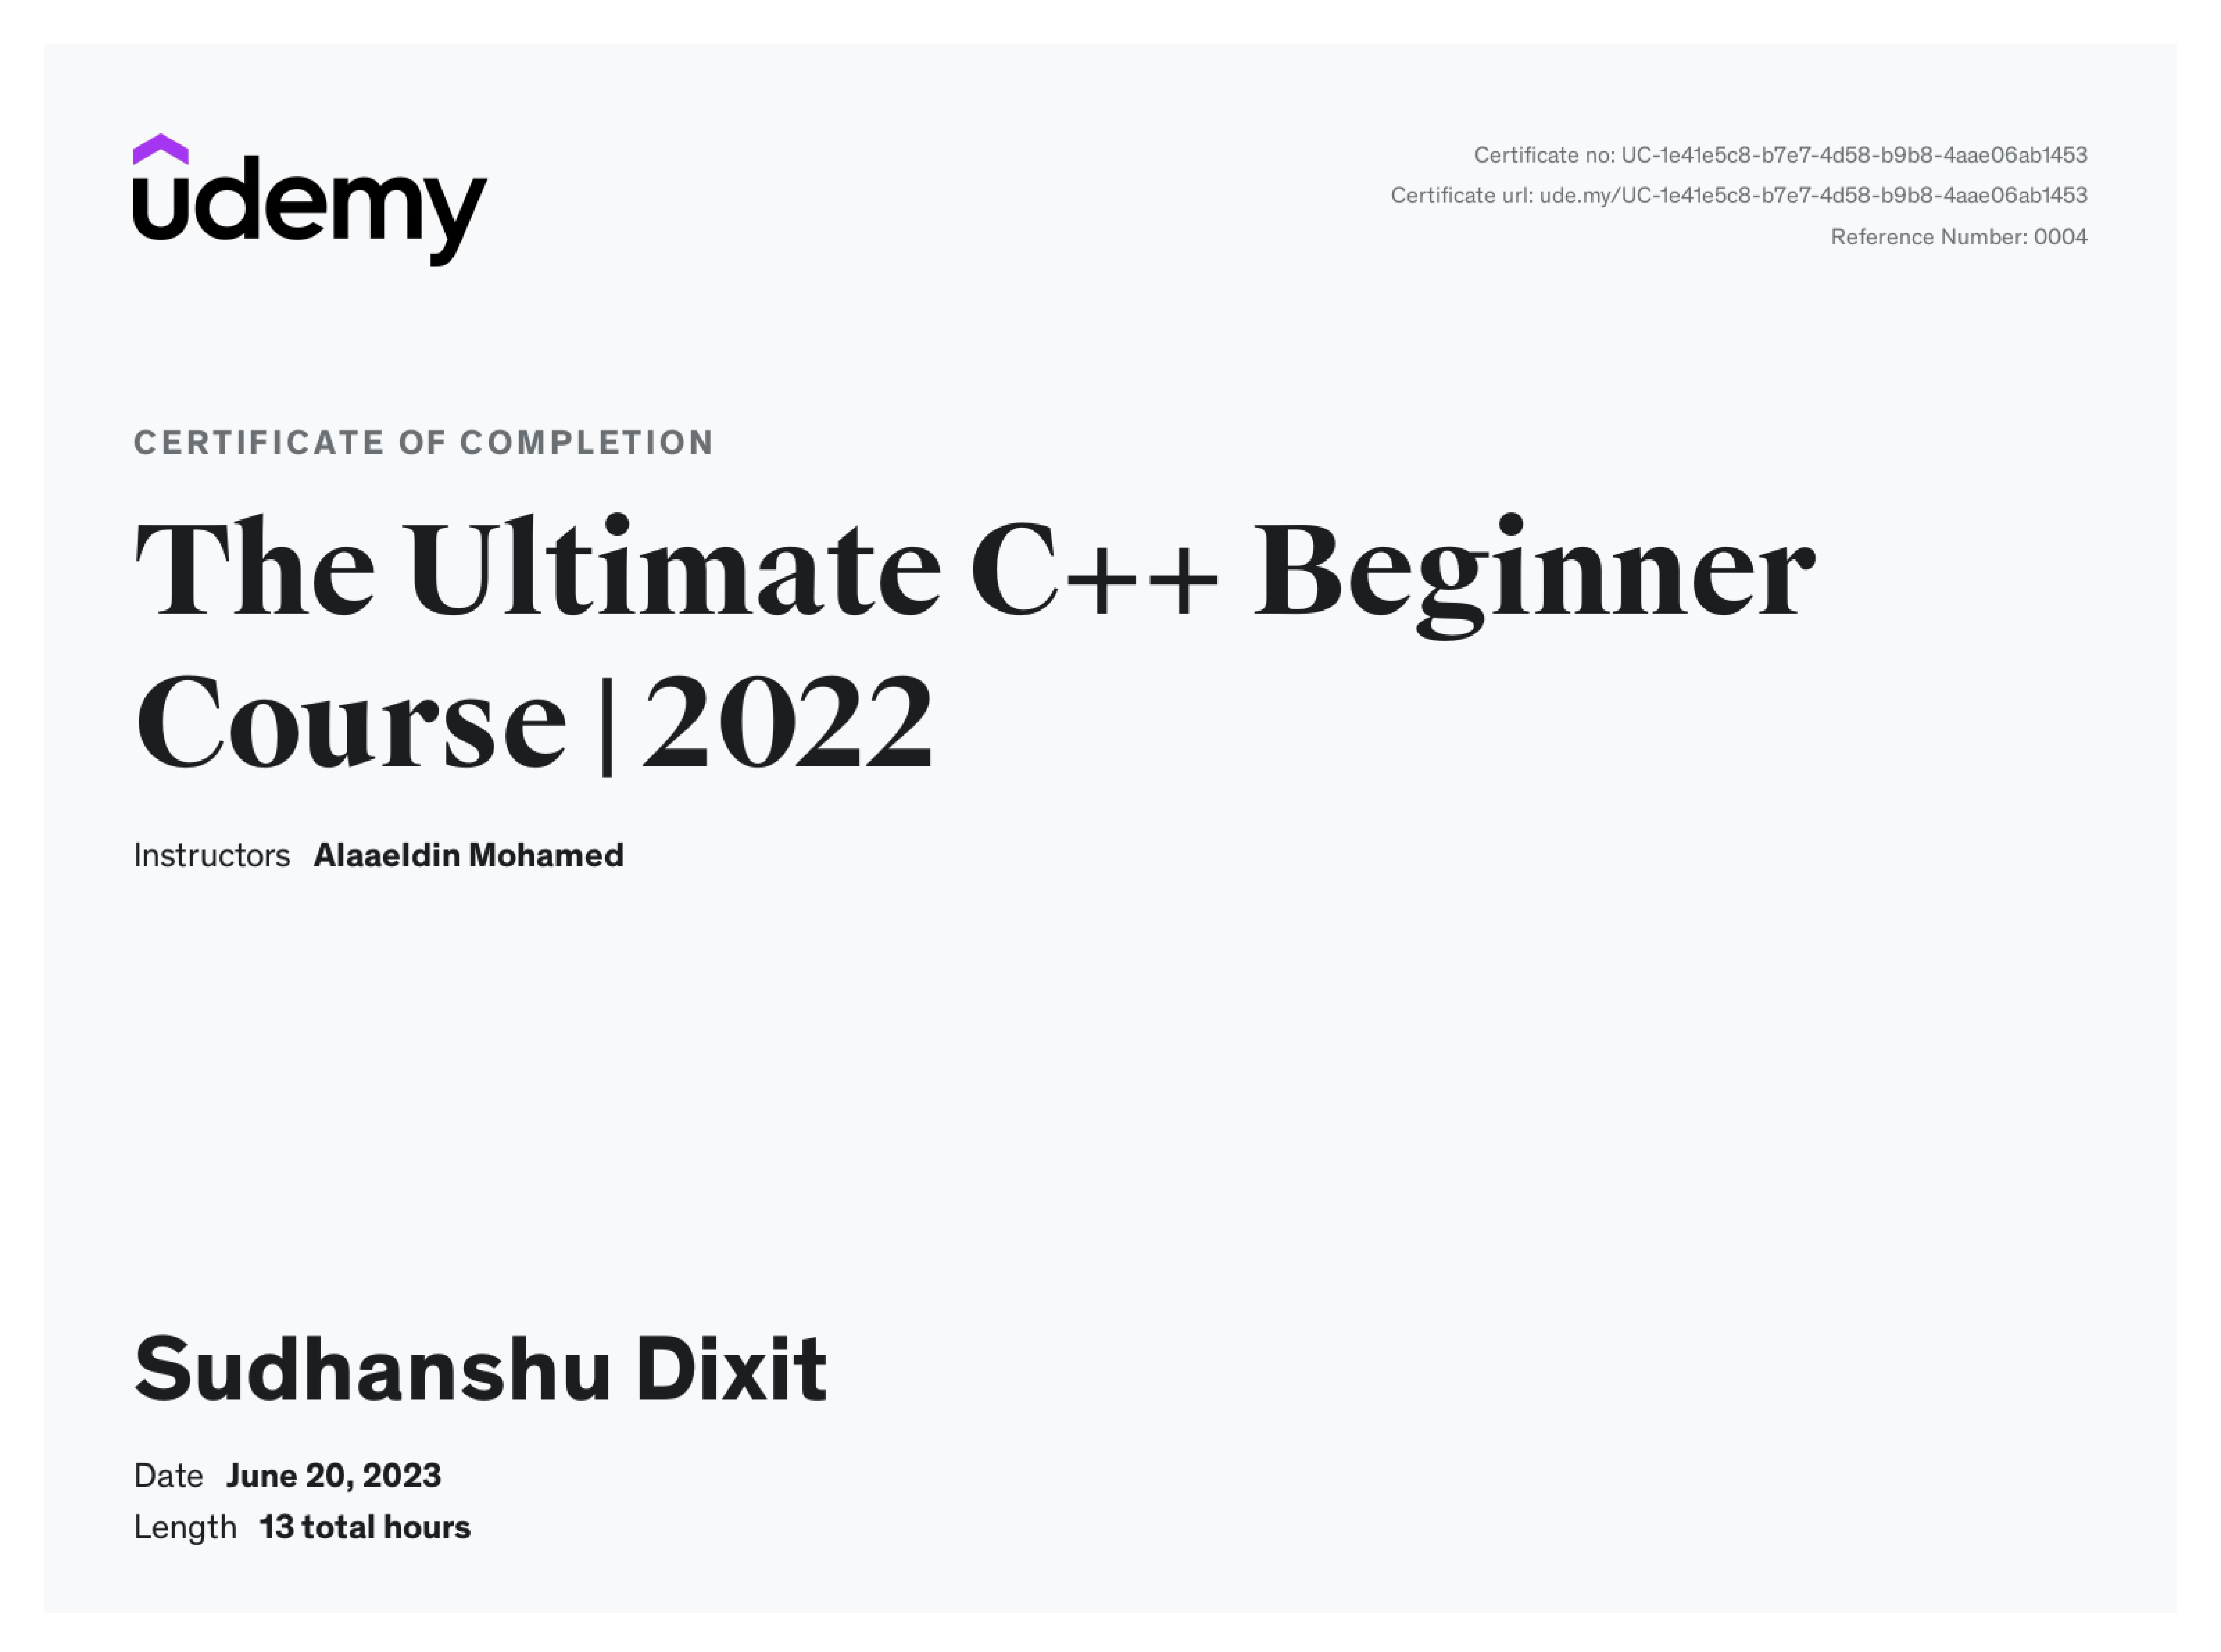 udemy
Certificate no: UC-1e41e5c8-b7e7-4d58-b9b8-4aae06ab1453
Certificate url: ude.my/UC-1e41e5c8-b7e7-4d58-b9b8-4aae06ab1453
Reference Number: 0004
CERTIFICATE OF COMPLETION
The Ultimate C++ Beginner
Course | 2022
Instructors Alaaeldin Mohamed
Sudhanshu Dixit
Date June 20, 2023
Length 13 total hours